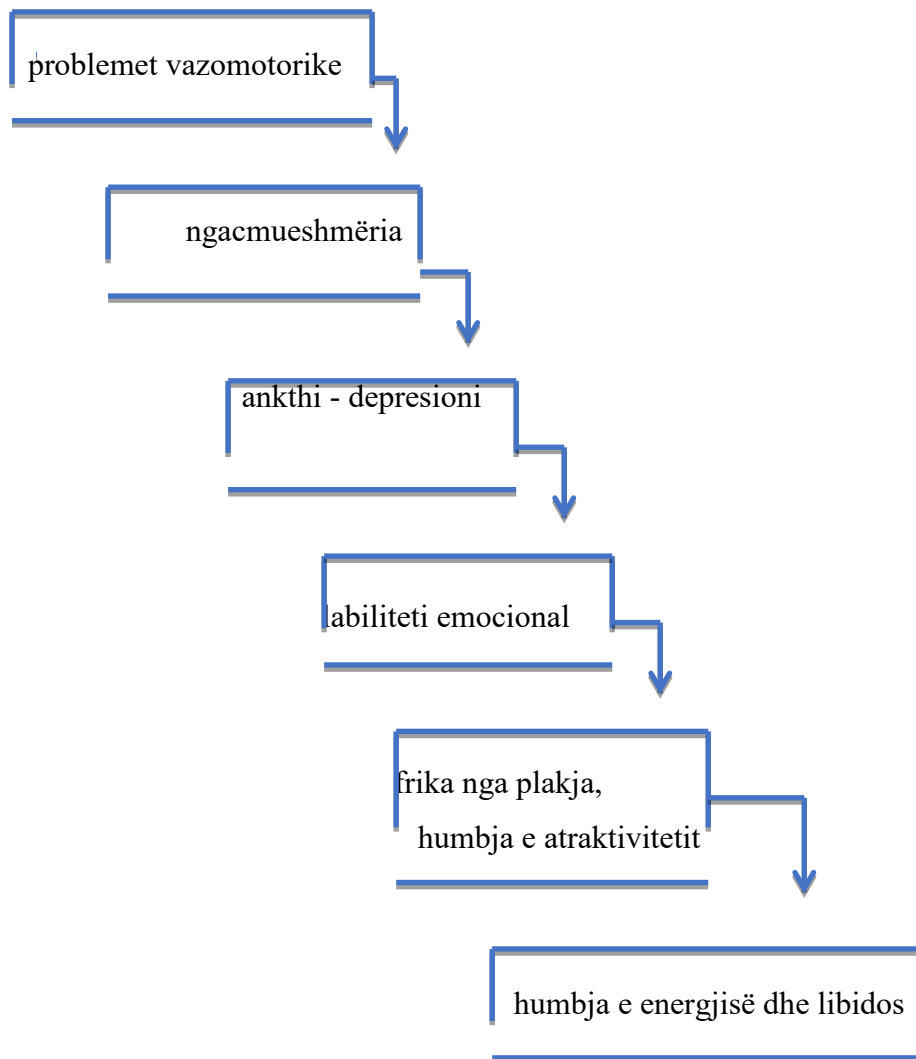 problemet vazomotorike
ngacmueshmëria
ankthi - depresioni
labiliteti emocional
frika nga plakja,
humbja e atraktivitetit
humbja e energjisë dhe libidos